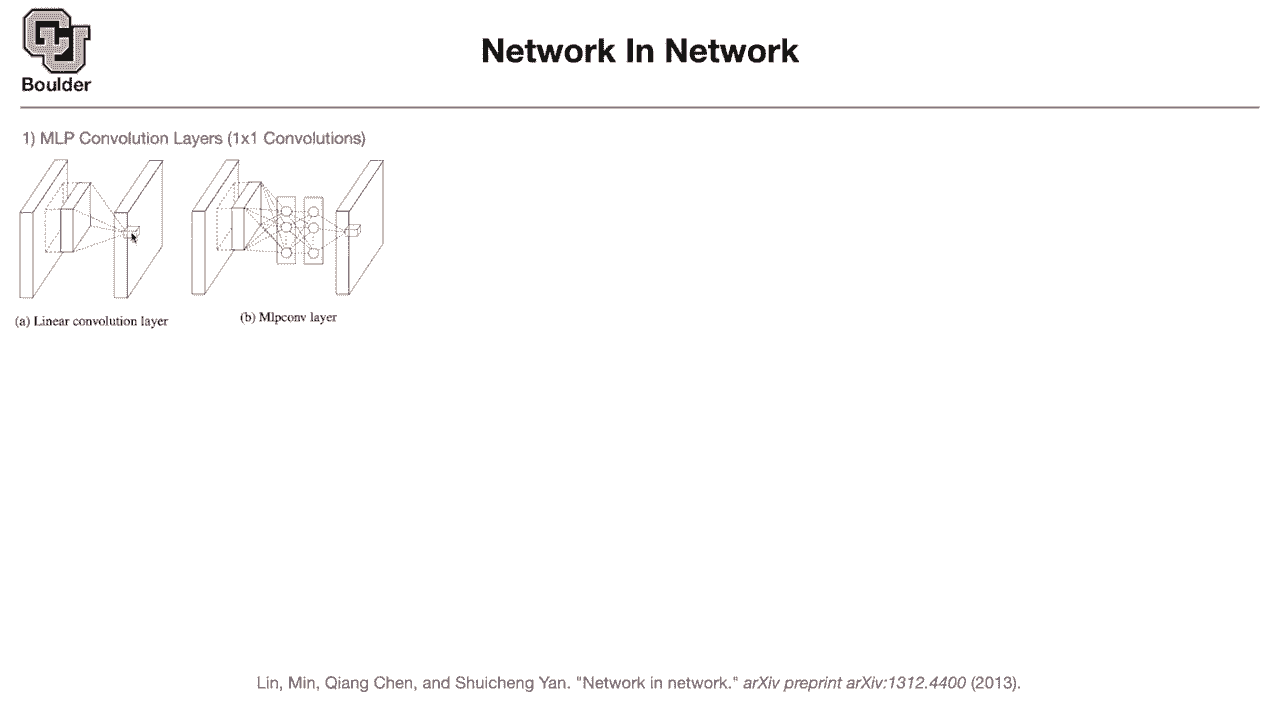 Boulder
Network In Network
1) MLP Convolution Layers (1x1 Convolutions)
(a) Linear convolution layer
(b) Mlpconv layer
Lin, Min, Qiang Chen, and Shuicheng Yan. "Network in network." arXiv preprint arXiv:1312.4400 (2013).